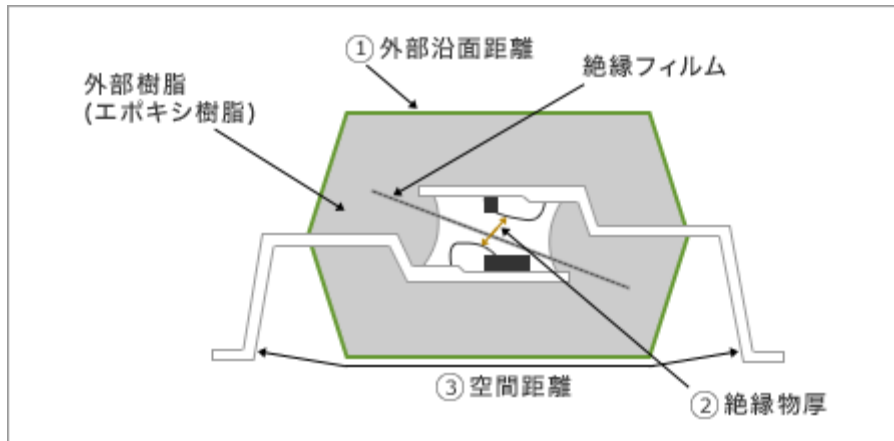 ①外部沿面距離
絶縁フィルム
外部樹脂
(エポキシ樹脂)
③空間距離
②絶縁物厚